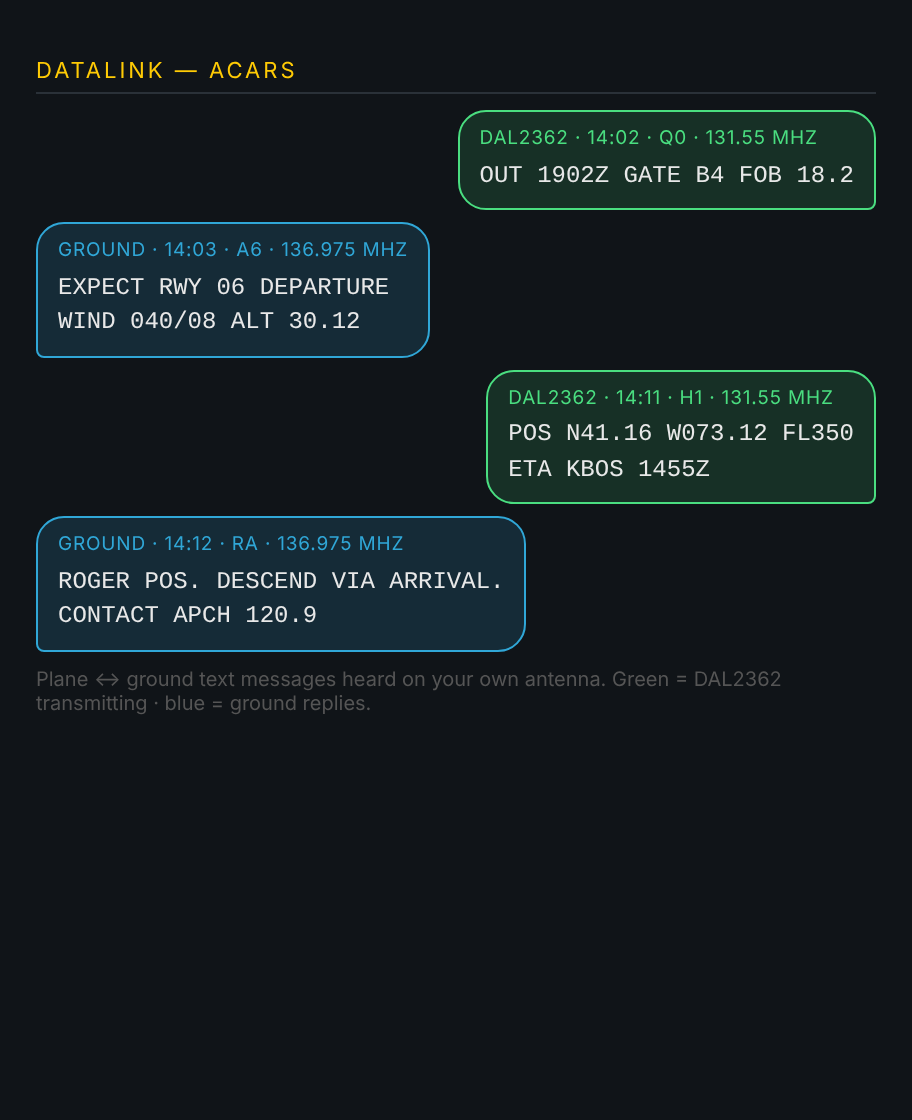 DATALINK — ACARS
DAL2362 · 14:02 · Q0 · 131.55 MHZ
OUT 1902Z GATE B4 FOB 18.2
GROUND · 14:03 · A6 · 136.975 MHZ
EXPECT RWY 06 DEPARTURE
WIND 040/08 ALT 30.12
DAL2362 · 14:11 · H1 · 131.55 MHZ
POS N41.16 W073.12 FL350
ETA KBOS 1455Z
GROUND · 14:12 · RA · 136.975 MHZ
ROGER POS. DESCEND VIA ARRIVAL.
CONTACT APCH 120.9
Plane ↔ ground text messages heard on your own antenna. Green = DAL2362
transmitting · blue = ground replies.